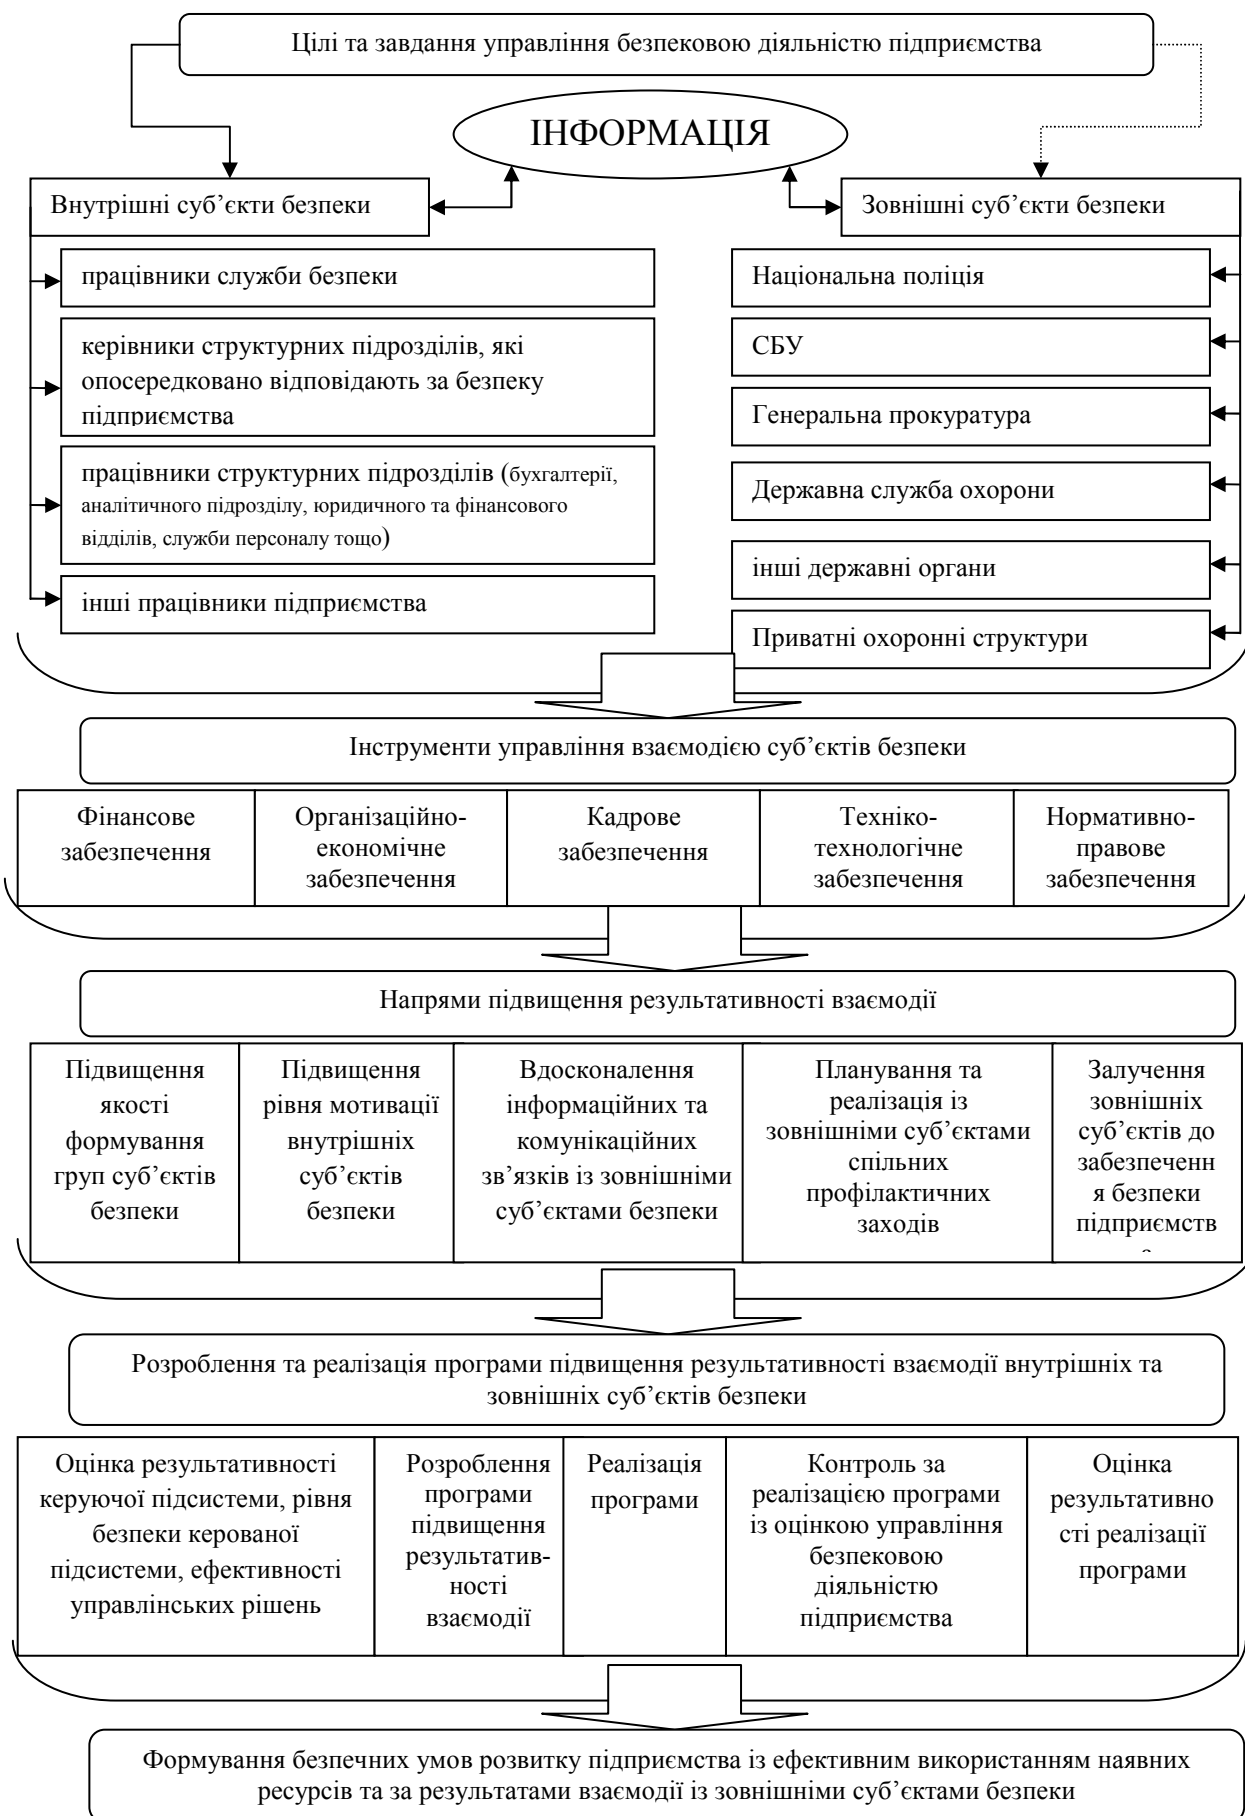 Цілі та завдання управління безпековою діяльністю підприємства
ІНФОРМАЦІЯ
Внутрішні суб’єкти безпеки
Зовнішні суб’єкти безпеки
працівники служби безпеки
керівники структурних підрозділів, які
опосередковано відповідають за безпеку
підприємства
працівники структурних підрозділів (бухгалтерії,
аналітичного підрозділу, юридичного та фінансового
відділів, служби персоналу тощо)
інші працівники підприємства
Національна поліція
СБУ
Генеральна прокуратура
Державна служба охорони
інші державні органи
Приватні охоронні структури
Інструменти управління взаємодією суб’єктів безпеки
Фінансове
забезпечення
Організаційно-
економічне
забезпечення
Кадрове
забезпечення
Техніко-
технологічне
забезпечення
Нормативно-
правове
забезпечення
Напрями підвищення результативності взаємодії
Підвищення
якості
формування
груп суб’єктів
безпеки
Підвищення
рівня мотивації
внутрішніх
суб’єктів
безпеки
Вдосконалення
інформаційних та
комунікаційних
зв’язків із зовнішніми
суб’єктами безпеки
Планування та
реалізація із
зовнішніми суб’єктами
спільних
профілактичних
заходів
Залучення
зовнішніх
суб’єктів до
забезпеченн
я безпеки
підприємств
Розроблення та реалізація програми підвищення результативності взаємодії внутрішніх та
зовнішніх суб’єктів безпеки
Оцінка результативності
керуючої підсистеми, рівня
безпеки керованої
підсистеми, ефективності
управлінських рішень
Розроблення
програми
підвищення
результатив-
ності
взаємодії
Реалізація
програми
Контроль за
реалізацією програми
із оцінкою управління
безпековою
діяльністю
підприємства
Оцінка
результативно
сті реалізації
програми
Формування безпечних умов розвитку підприємства із ефективним використанням наявних
ресурсів та за результатами взаємодії із зовнішніми суб’єктами безпеки